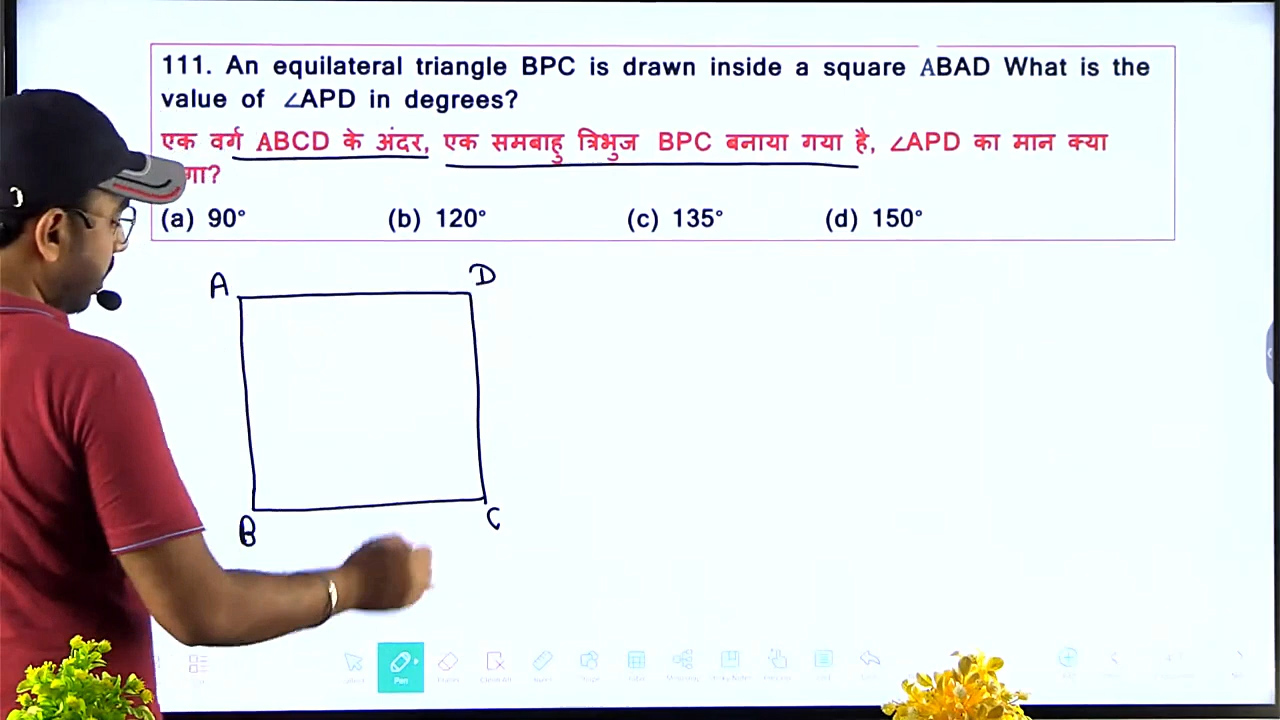 111. An equilateral triangle BPC is drawn inside a square ABAD What is the
value of ∠APD in degrees?
एक वर्ग ABCD के अंदर, एक समबाहु त्रिभुज BPC बनाया गया है, ∠APD का मान क्या
गा?
(a) 90° (b) 120° (c) 135° (d) 150°
A D
B C
Pen